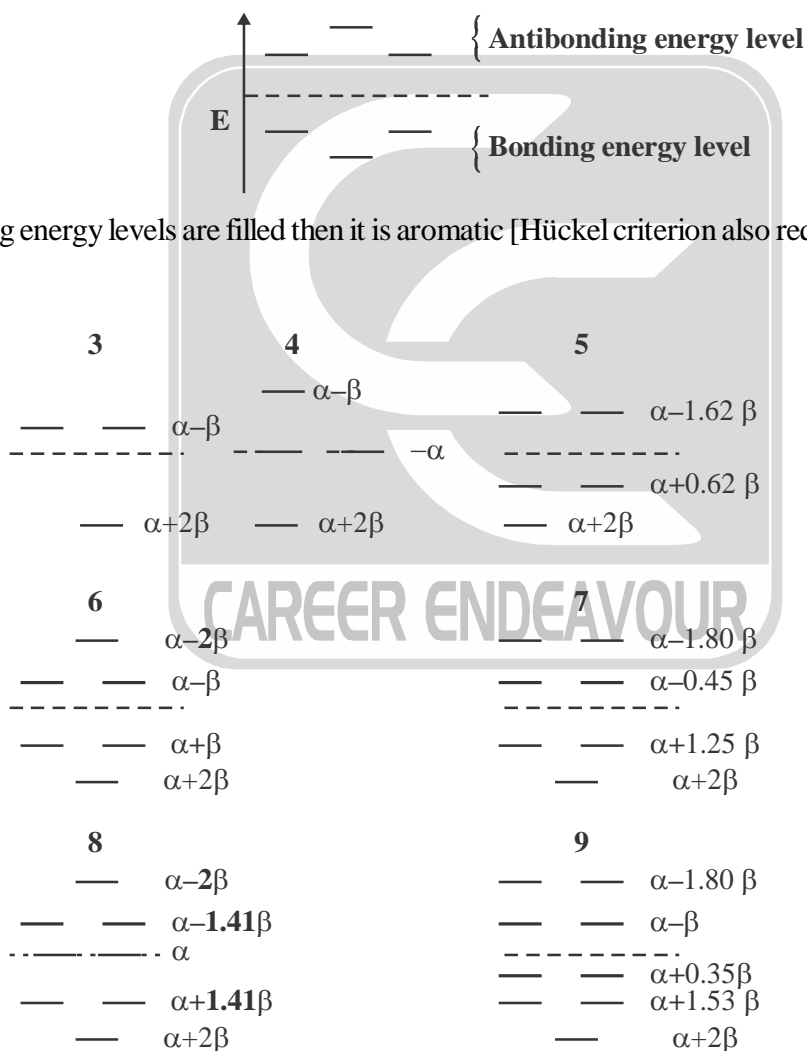 Antibonding energy level
E
Bonding energy level
g energy levels are filled then it is aromatic [Hückel criterion also
3 4 5
α–β
α–β α–1.62 β
–α
α+0.62 β
α+2β α+2β α+2β
CAREER ENDEAVOUR
6 7
α–2β α–1.80 β
α–β α–0.45 β
α+β α+1.25 β
α+2β α+2β
8 9
α–2β α–1.80 β
α–1.41β α–β
α
α+0.35β
α+1.41β α+1.53 β
α+2β α+2β